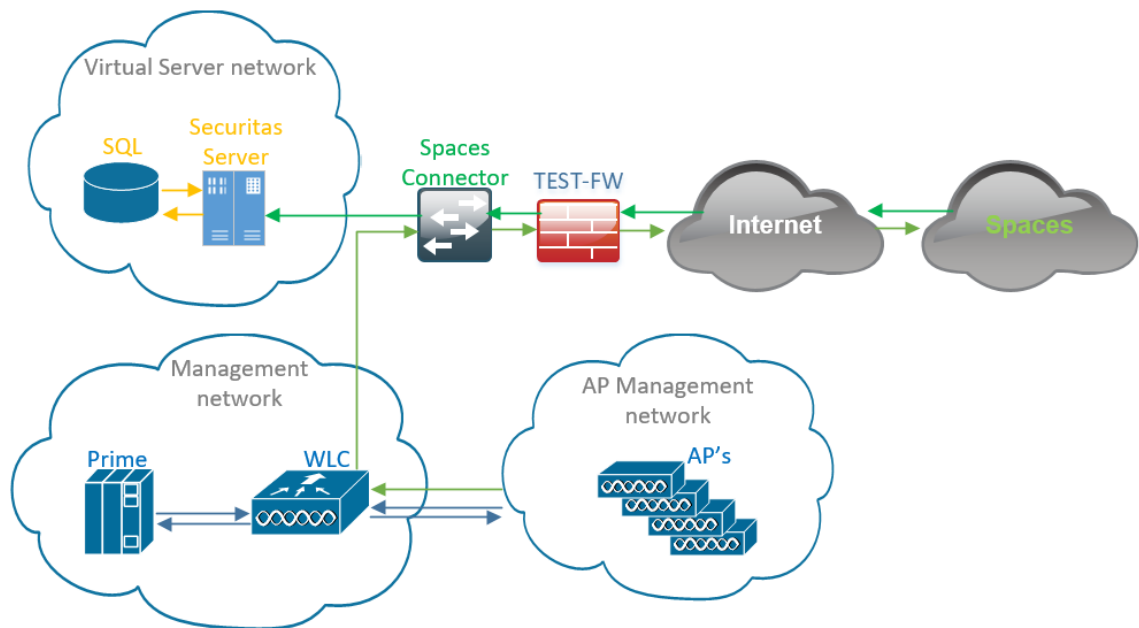 Virtual Server network
SQL
Securitas
Server
Spaces
Connector
TEST-FW
Internet
Spaces
Management
network
Prime
WLC
AP Management
network
AP's